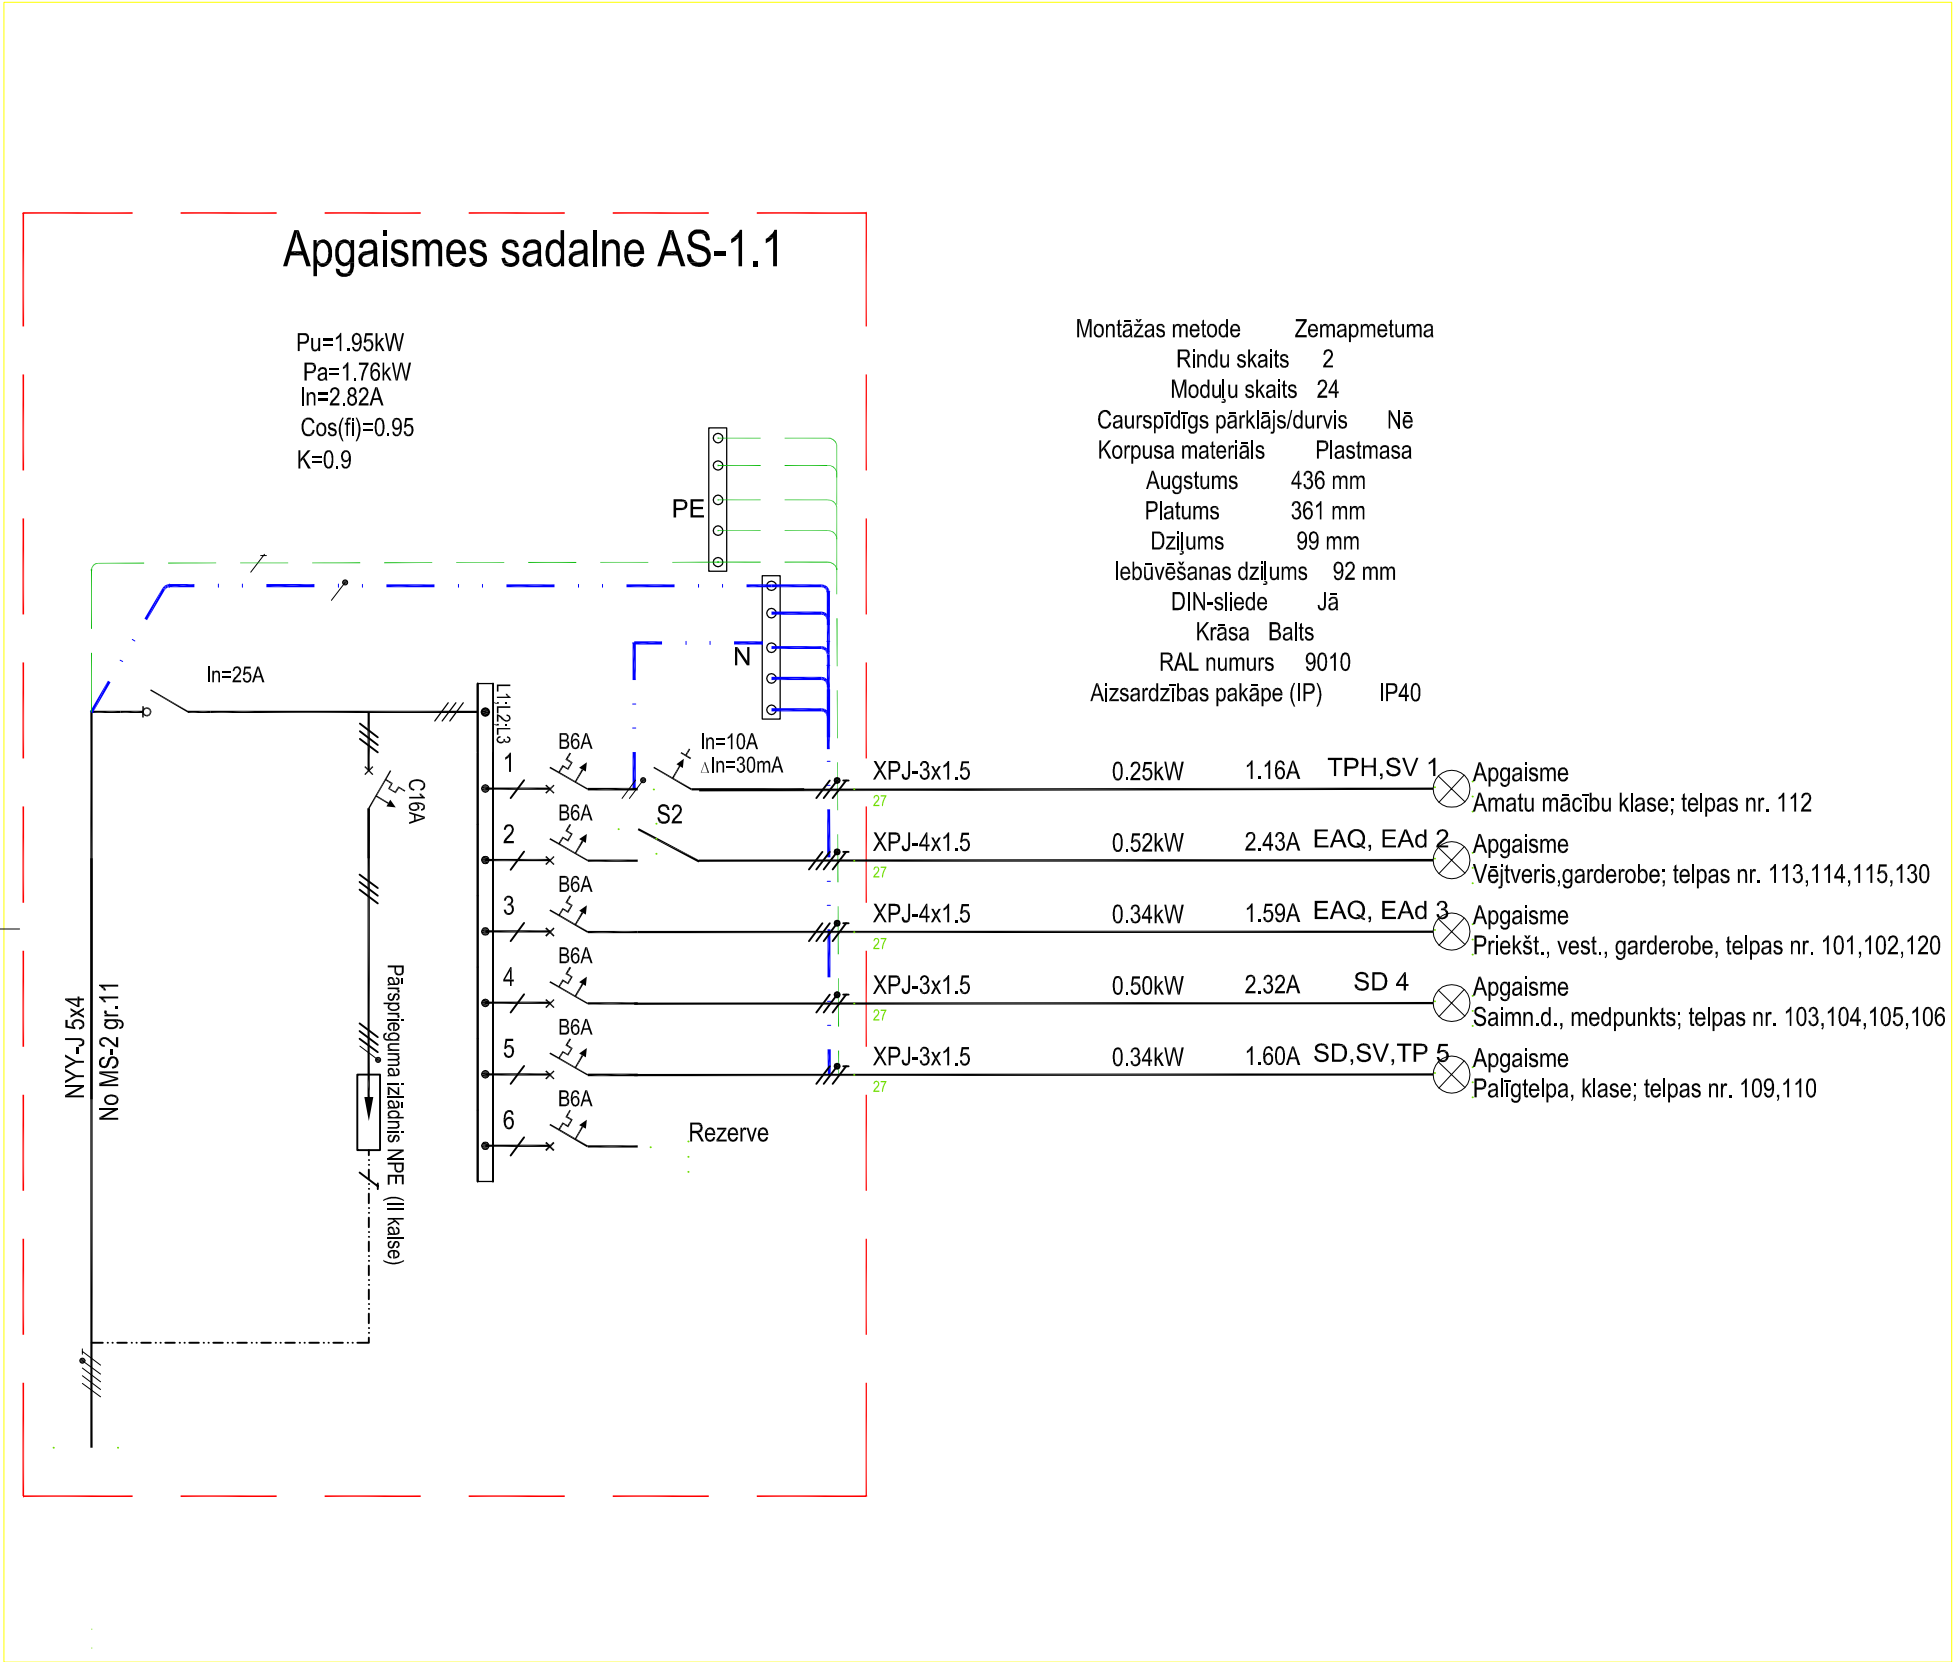 Apgaismes sadalne AS-1.1
Pu=1.95kW
Pa=1.76kW
In=2.82A
Cos(fi)=0.95
K=0.9
Montāžas metode Zemapmetuma
Rindu skaits 2
Moduļu skaits 24
Caurspīdīgs pārklājs/durvis Nē
Korpusa materiāls Plastmasa
Augstums 436 mm
Platums 361 mm
Dziļums 99 mm
Iebūvēšanas dziļums 92 mm
DIN-sliede Jā
Krāsa Balts
RAL numurs 9010
Aizsardzības pakāpe (IP) IP40
PE
N
In=25A
L1;L2;L3
C16A
NYY-J 5x4
No MS-2 gr.11
Pārsprieguma izlādnis NPE (II kalse)
1 B6A In=10A
ΔIn=30mA
XPJ-3x1.5 0.25kW 1.16A TPH,SV 1 Apgaisme
27 Amatu mācību klase; telpas nr. 112
2 B6A S2 XPJ-4x1.5 0.52kW 2.43A EAQ, EAd 2 Apgaisme
27 Vējtveris,garderobe; telpas nr. 113,114,115,130
3 B6A XPJ-4x1.5 0.34kW 1.59A EAQ, EAd 3 Apgaisme
27 Priekšt., vest., garderobe, telpas nr. 101,102,120
4 B6A XPJ-3x1.5 0.50kW 2.32A SD 4 Apgaisme
27 Saimn.d., medpunkts; telpas nr. 103,104,105,106
5 B6A XPJ-3x1.5 0.34kW 1.60A SD,SV,TP 5 Apgaisme
27 Palīgtelpa, klase; telpas nr. 109,110
6 B6A Rezerve